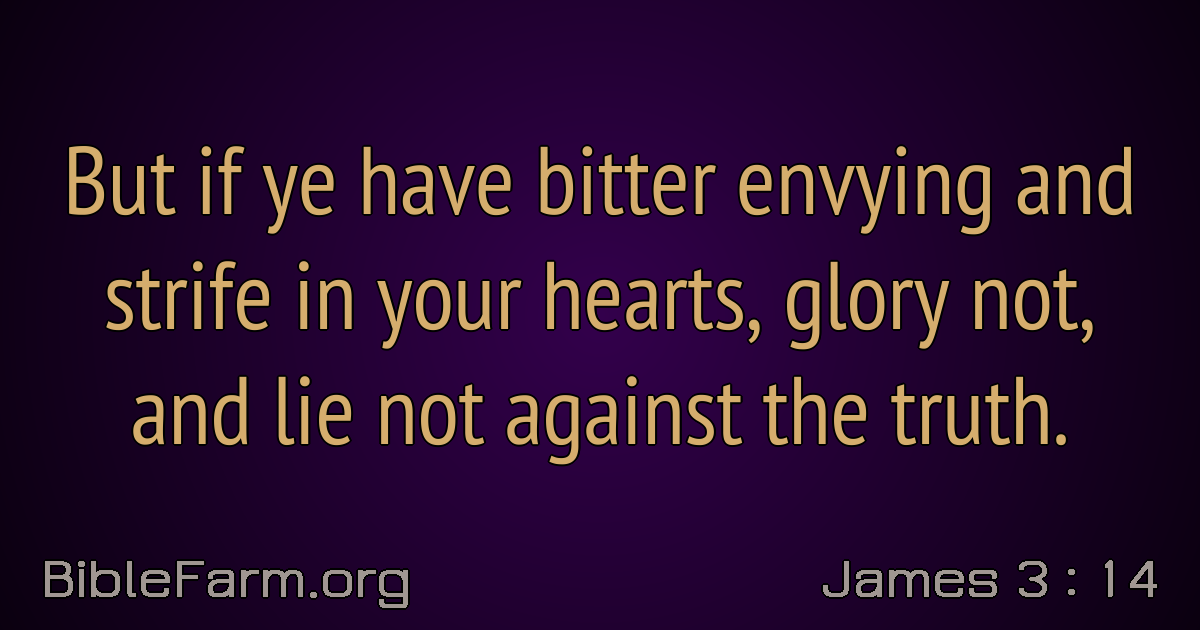 But if ye have bitter envying and
strife in your hearts, glory not,
and lie not against the truth.
BibleFarm.org
James 3 : 14